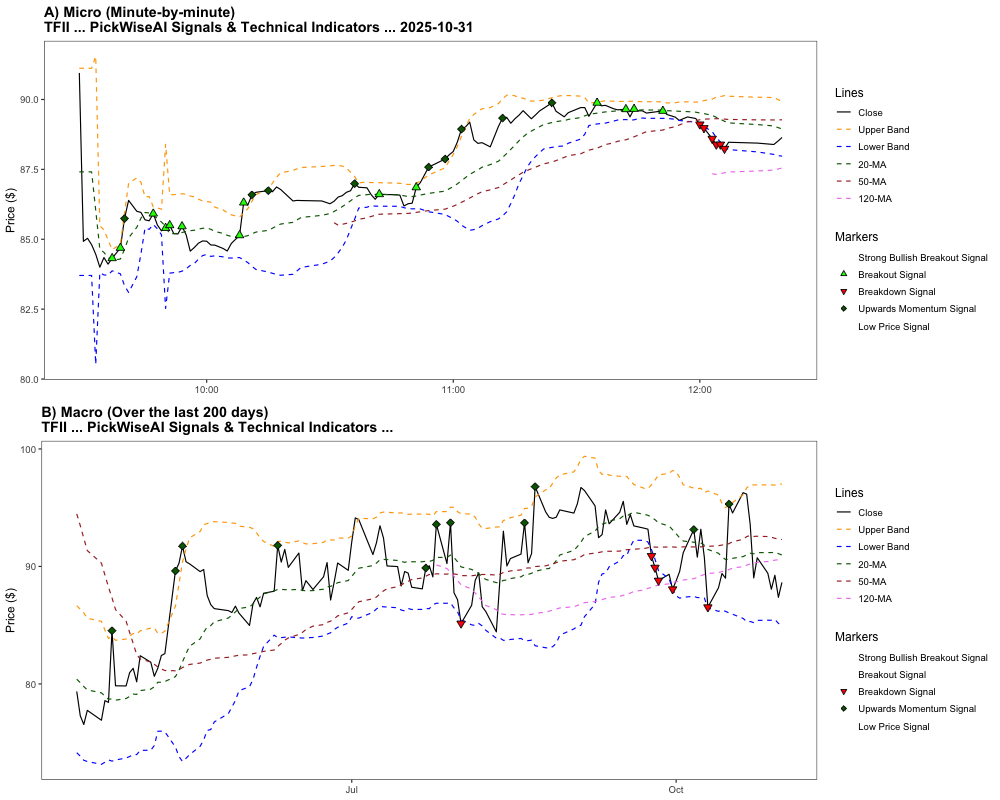 A) Micro (Minute-by-minute)
TFII ... PickWiseAI Signals & Technical Indicators ... 2025-10-31
Price ($)
90.0
87.5
85.0
82.5
80.0
10:00
11:00
12:00
Lines
Close
Upper Band
Lower Band
20-MA
50-MA
120-MA
Markers
Strong Bullish Breakout Signal
Breakout Signal
Breakdown Signal
Upwards Momentum Signal
Low Price Signal
B) Macro (Over the last 200 days)
TFII ... PickWiseAI Signals & Technical Indicators ...
Price ($)
100
90
80
Jul
Oct
Lines
Close
Upper Band
Lower Band
20-MA
50-MA
120-MA
Markers
Strong Bullish Breakout Signal
Breakout Signal
Breakdown Signal
Upwards Momentum Signal
Low Price Signal